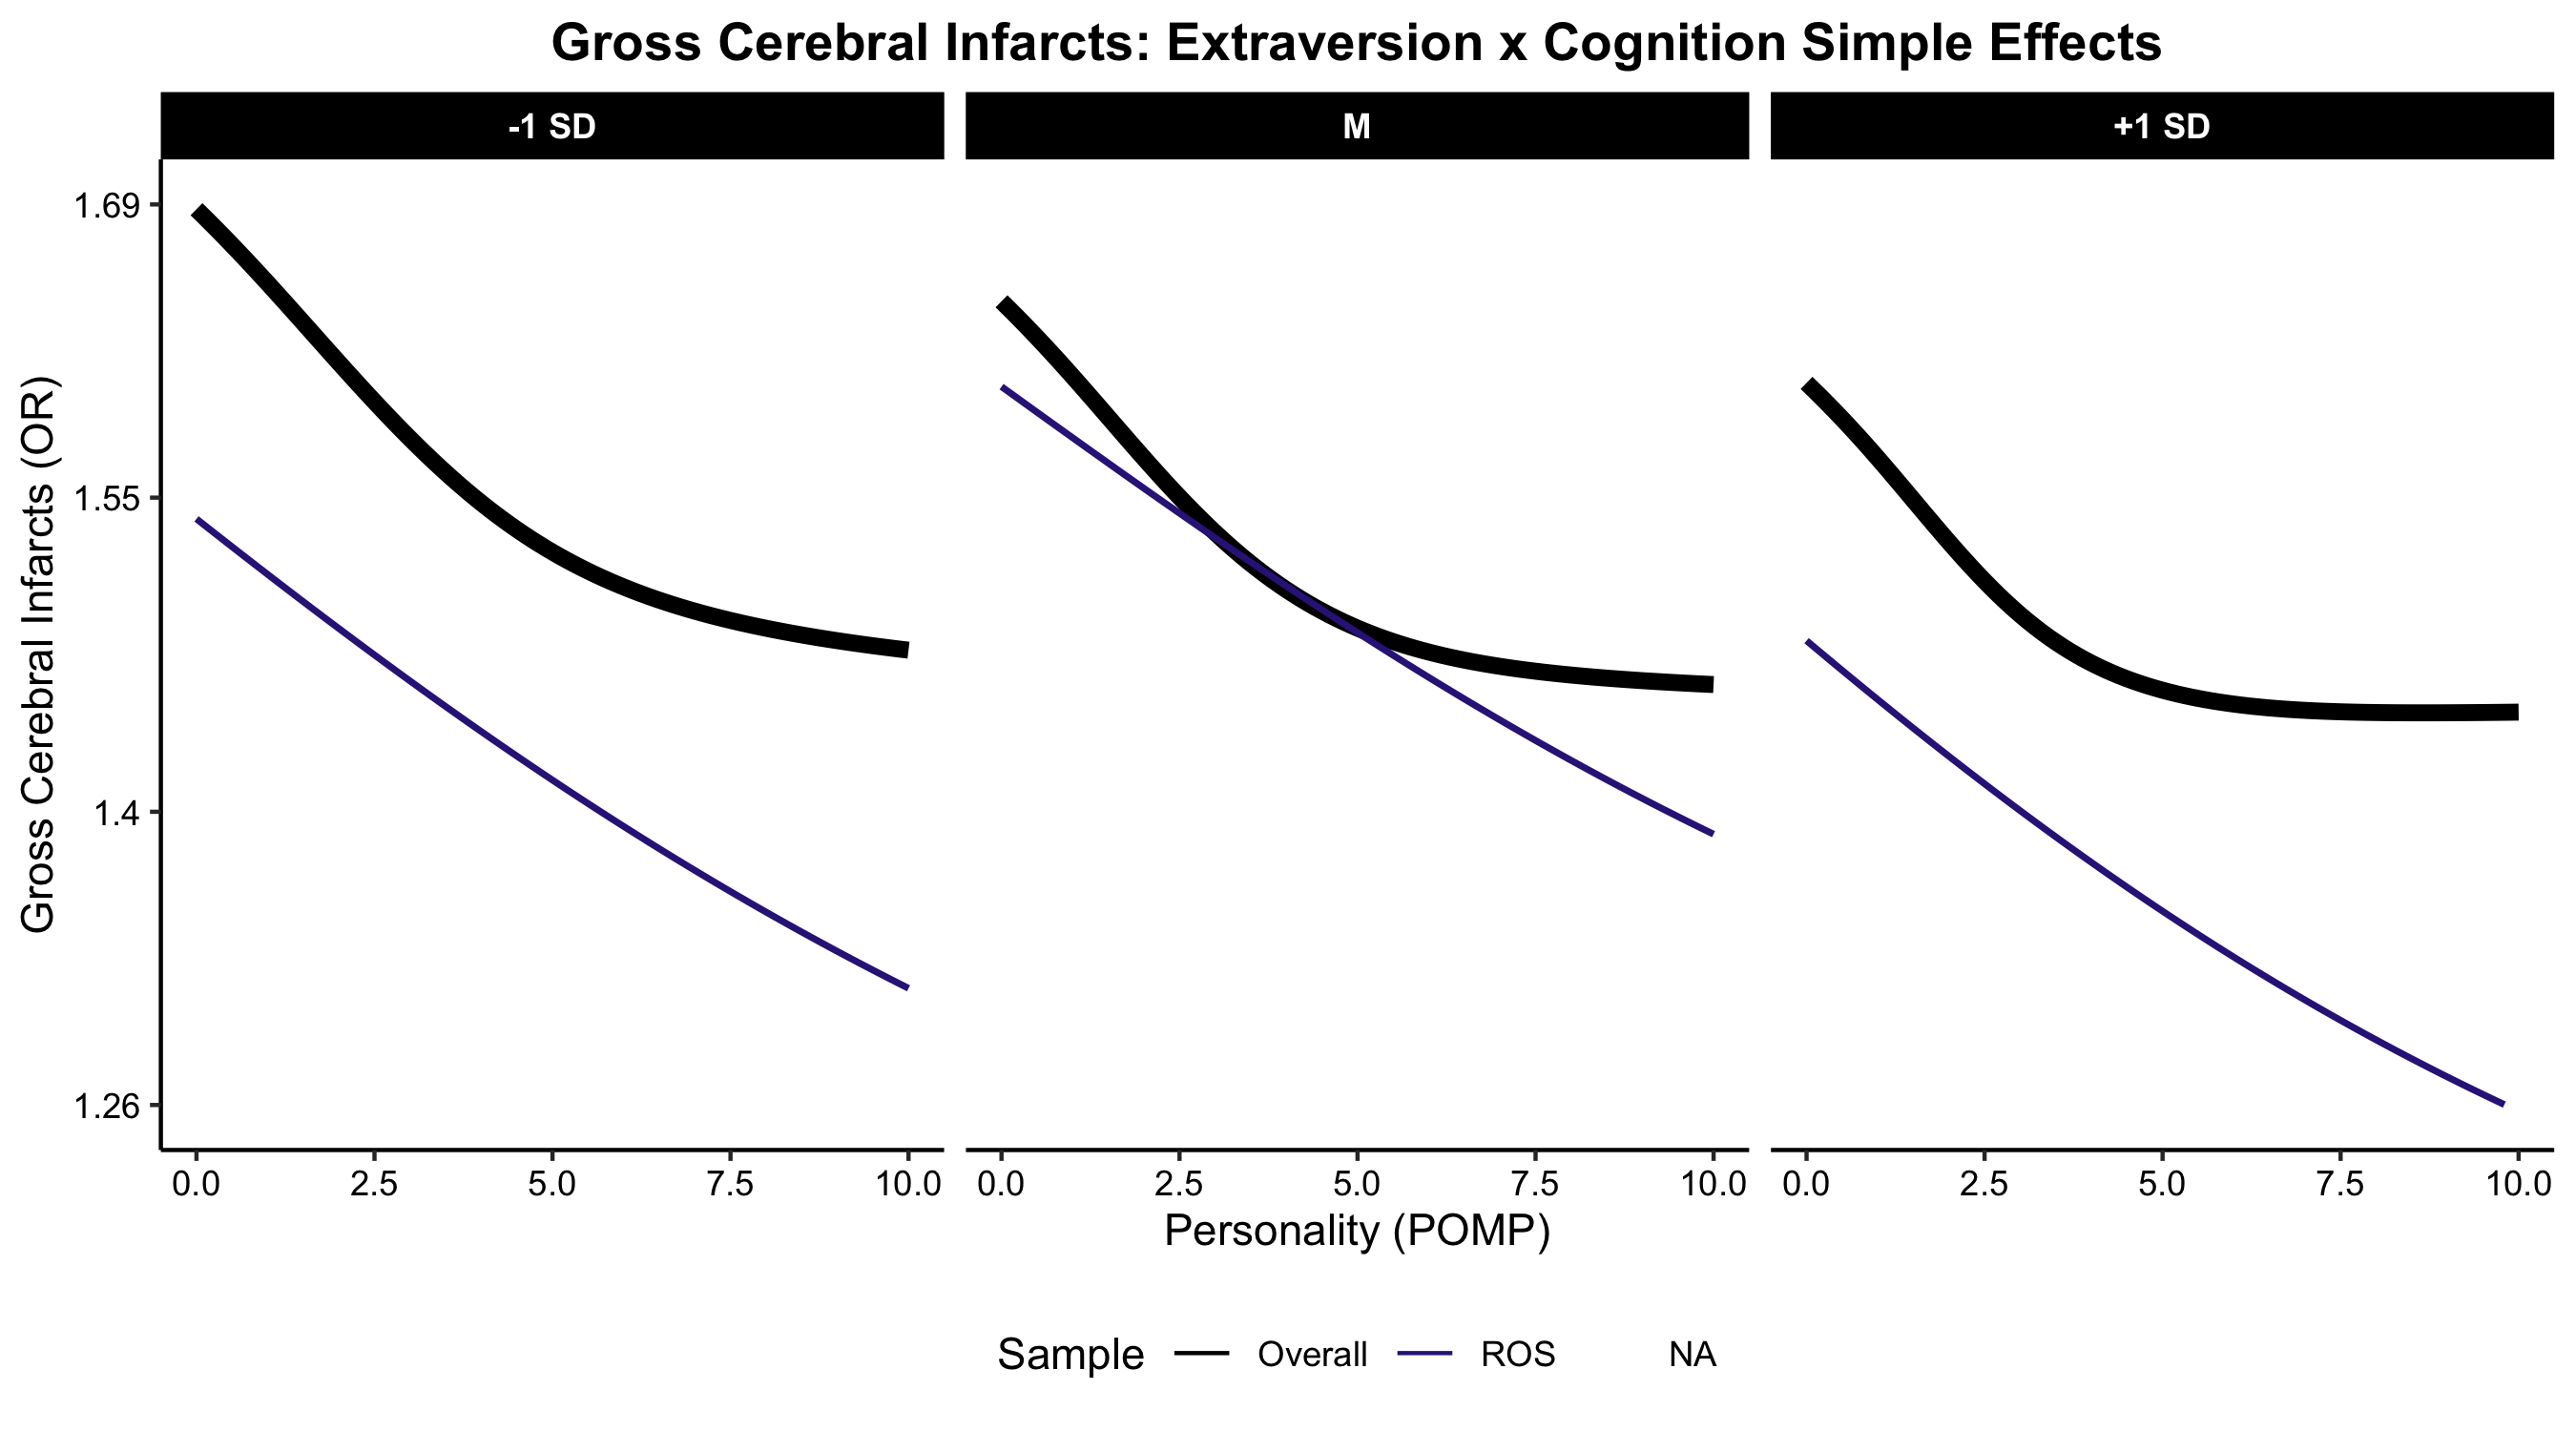 Gross Cerebral Infarcts: Extraversion x Cognition Simple Effects
-1 SD
M
+1 SD
Gross Cerebral Infarcts (OR)
1.69
1.55
1.4
1.26
0.0 2.5 5.0 7.5 10.0
0.0 2.5 5.0 7.5 10.0
0.0 2.5 5.0 7.5 10.0
Personality (POMP)
Sample Overall ROS NA